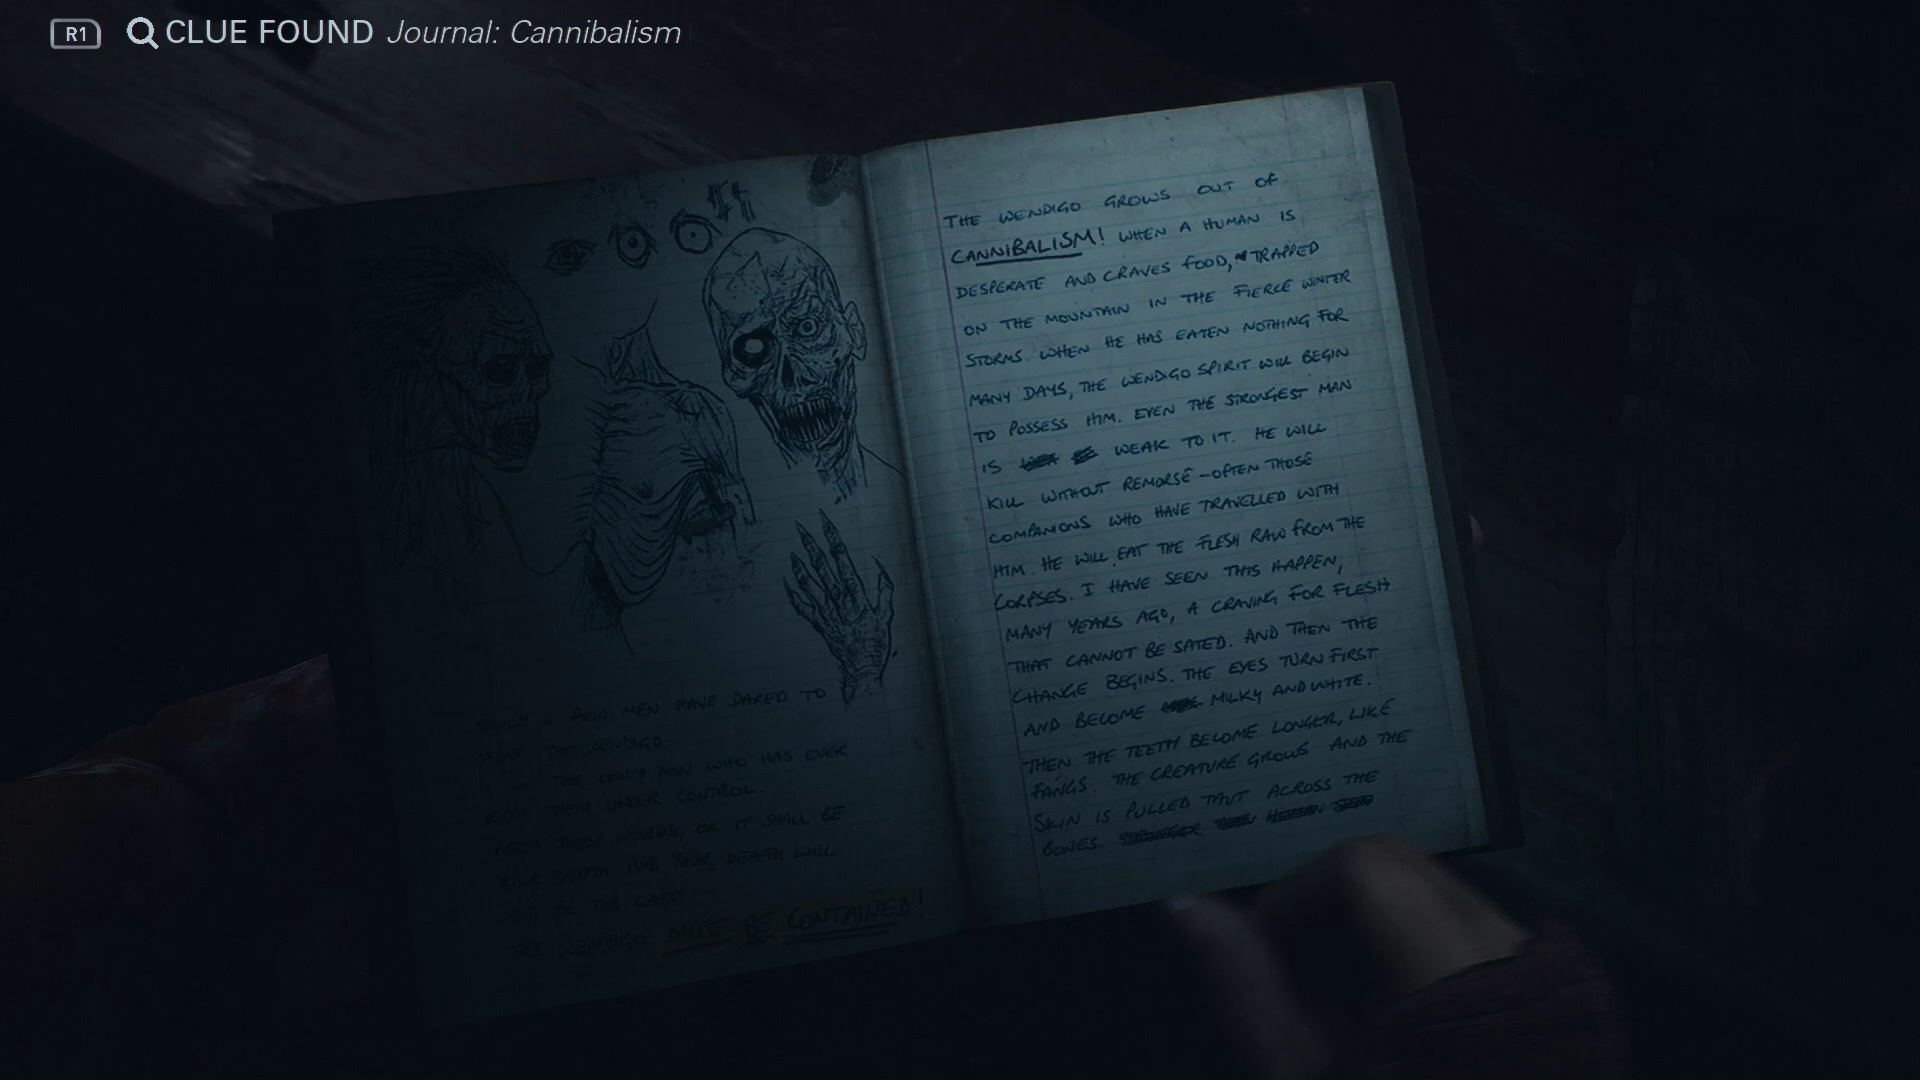 R1 CLUE FOUND Journal: Cannibalism
A FEW MEN HAVE DARED TO
THE WENDIGO.
THE ONLY MAN WHO HAS EVER
KEPT THEM UNDER CONTROL.
THESE WORDS, OR IT SHALL BE
YOUR DEATH AND YOUR DEATH WILL
NOT BE THE LAST
THE WENDIGO MUST BE CONTAINED!
THE WENDIGO GROWS OUT OF
CANNIBALISM! WHEN A HUMAN IS
DESPERATE AND CRAVES FOOD, TRAPPED
ON THE MOUNTAIN IN THE FIERCE WINTER
STORMS. WHEN HE HAS EATEN NOTHING FOR
MANY DAYS, THE WENDIGO SPIRIT WILL BEGIN
TO POSSESS HIM. EVEN THE STRONGEST MAN
IS WEAK TO IT. HE WILL
KILL WITHOUT REMORSE - OFTEN THOSE
COMPANIONS WHO HAVE TRAVELLED WITH
HIM. HE WILL EAT THE FLESH RAW FROM THE
CORPSES. I HAVE SEEN THIS HAPPEN,
MANY YEARS AGO, A CRAVING FOR FLESH
THAT CANNOT BE SATED. AND THEN THE
CHANGE BEGINS. THE EYES TURN FIRST
AND BECOME MILKY AND WHITE.
THEN THE TEETH BECOME LONGER, LIKE
FANGS. THE CREATURE GROWS AND THE
SKIN IS PULLED TAUT ACROSS THE
BONES.